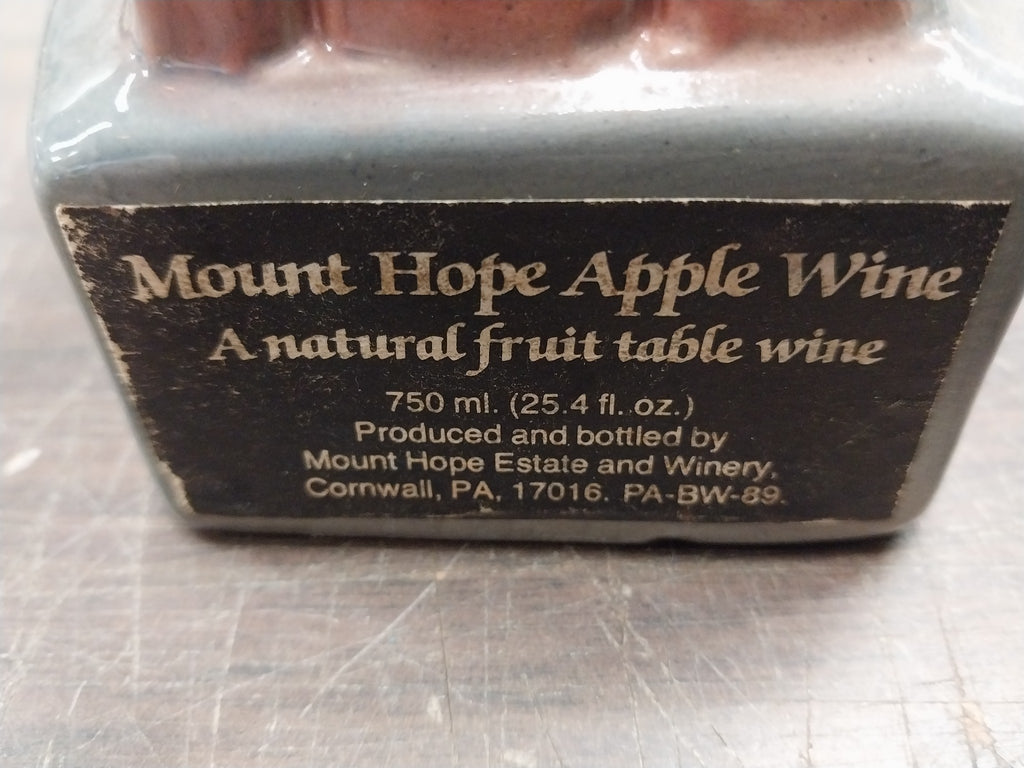 Mount Hope Apple Wine
A natural fruit table wine
750 ml. (25.4 fl. oz.)
Produced and bottled by
Mount Hope Estate and Winery,
Cornwall, PA, 17016. PA-BW-89.